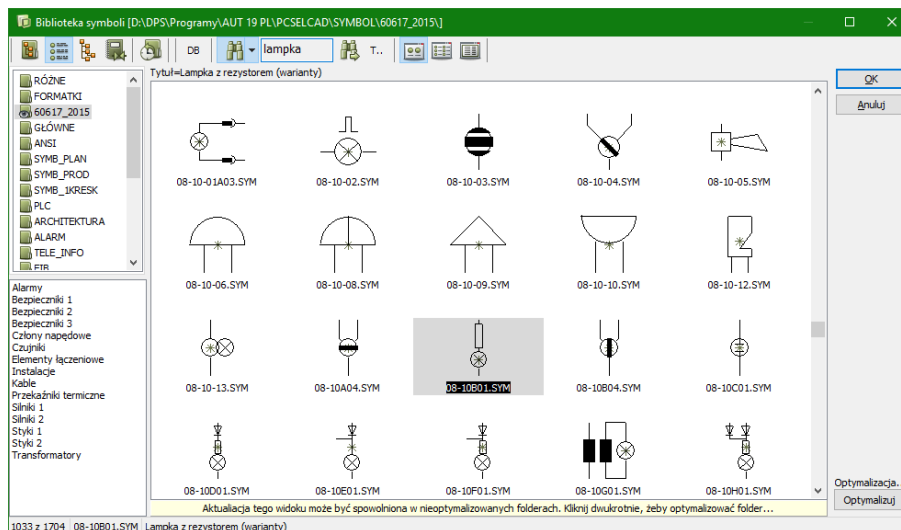 Biblioteka symboli [D:\DPS\Programy\AUT 19 PL\PCSELCAD\SYMBOL\60617_2015\]
DB lampka T..
Tytuł=Lampka z rezystorem (warianty)
RÓŻNE
FORMATKI
60617_2015
GŁÓWNE
ANSI
SYMB_PLAN
SYMB_PROD
SYMB_1KRESK
PLC
ARCHITEKTURA
ALARM
TELE_INFO
EIB
Alarmy
Bezpieczniki 1
Bezpieczniki 2
Bezpieczniki 3
Człony napędowe
Czujniki
Elementy łączeniowe
Instalacje
Kable
Przekaźniki termiczne
Silniki 1
Silniki 2
Styki 1
Styki 2
Transformatory
08-10-01A03.SYM 08-10-02.SYM 08-10-03.SYM 08-10-04.SYM 08-10-05.SYM
08-10-06.SYM 08-10-08.SYM 08-10-09.SYM 08-10-10.SYM 08-10-12.SYM
08-10-13.SYM 08-10A04.SYM 08-10B01.SYM 08-10B04.SYM 08-10C01.SYM
08-10D01.SYM 08-10E01.SYM 08-10F01.SYM 08-10G01.SYM 08-10H01.SYM
Aktualiacja tego widoku może być spowolniona w nieoptymalizowanych folderach. Kliknij dwukrotnie, żeby optymalizować folder...
OK
Anuluj
Optymalizacja..
Optymalizuj
1033 z 1704 08-10B01.SYM Lampka z rezystorem (warianty)